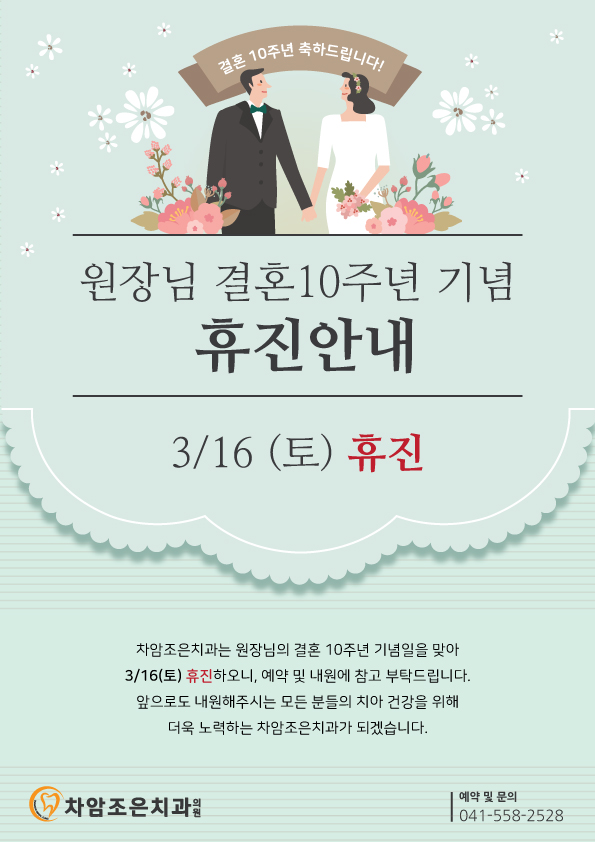 결혼 10주년 축하드립니다!
원장님 결혼10주년 기념
휴진안내
3/16 (토) 휴진
차암조은치과는 원장님의 결혼 10주년 기념일을 맞아
3/16(토) 휴진하오니, 예약 및 내원에 참고 부탁드립니다.
앞으로도 내원해주시는 모든 분들의 치아 건강을 위해
더욱 노력하는 차암조은치과가 되겠습니다.
차암조은치과의원
예약 및 문의
041-558-2528